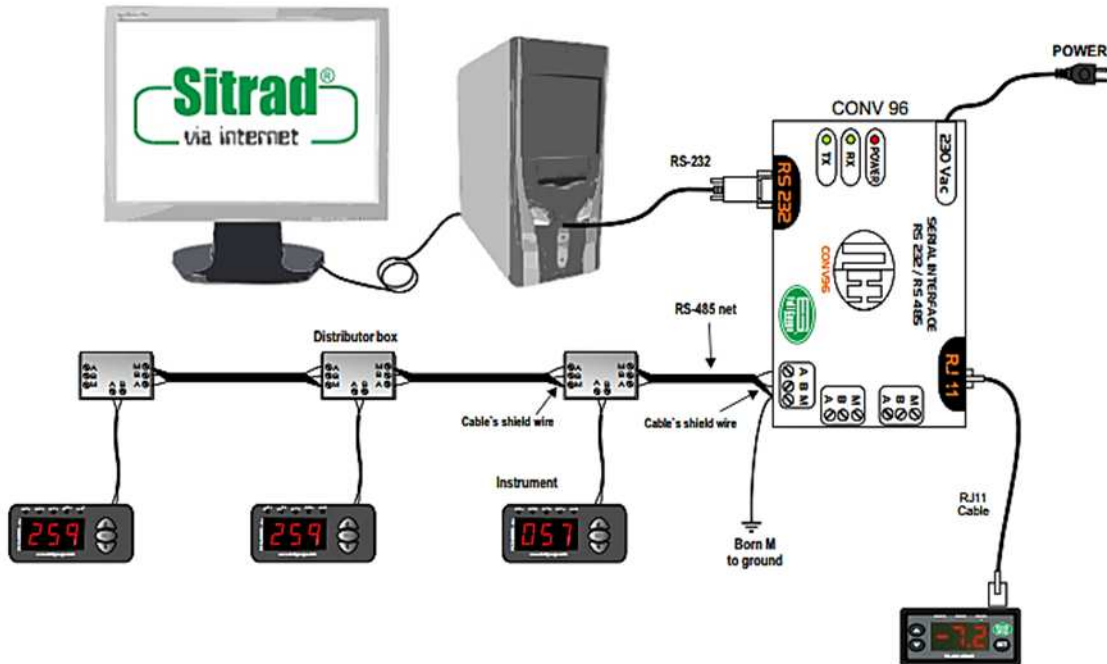 Sitrad®
via internet
POWER
CONV 96
230 Vac
TX
RX
POWER
RS-232
RS 232
SERIAL INTERFACE
RS 232 / RS 485
CONV96
RS-485 net
Distributor box
RJ 11
A B M
A B M
A B M
A B
A B
A B
Cable`s shield wire
Cable`s shield wire
Instrument
259
259
057
Born M
to ground
RJ11
Cable
-7.2